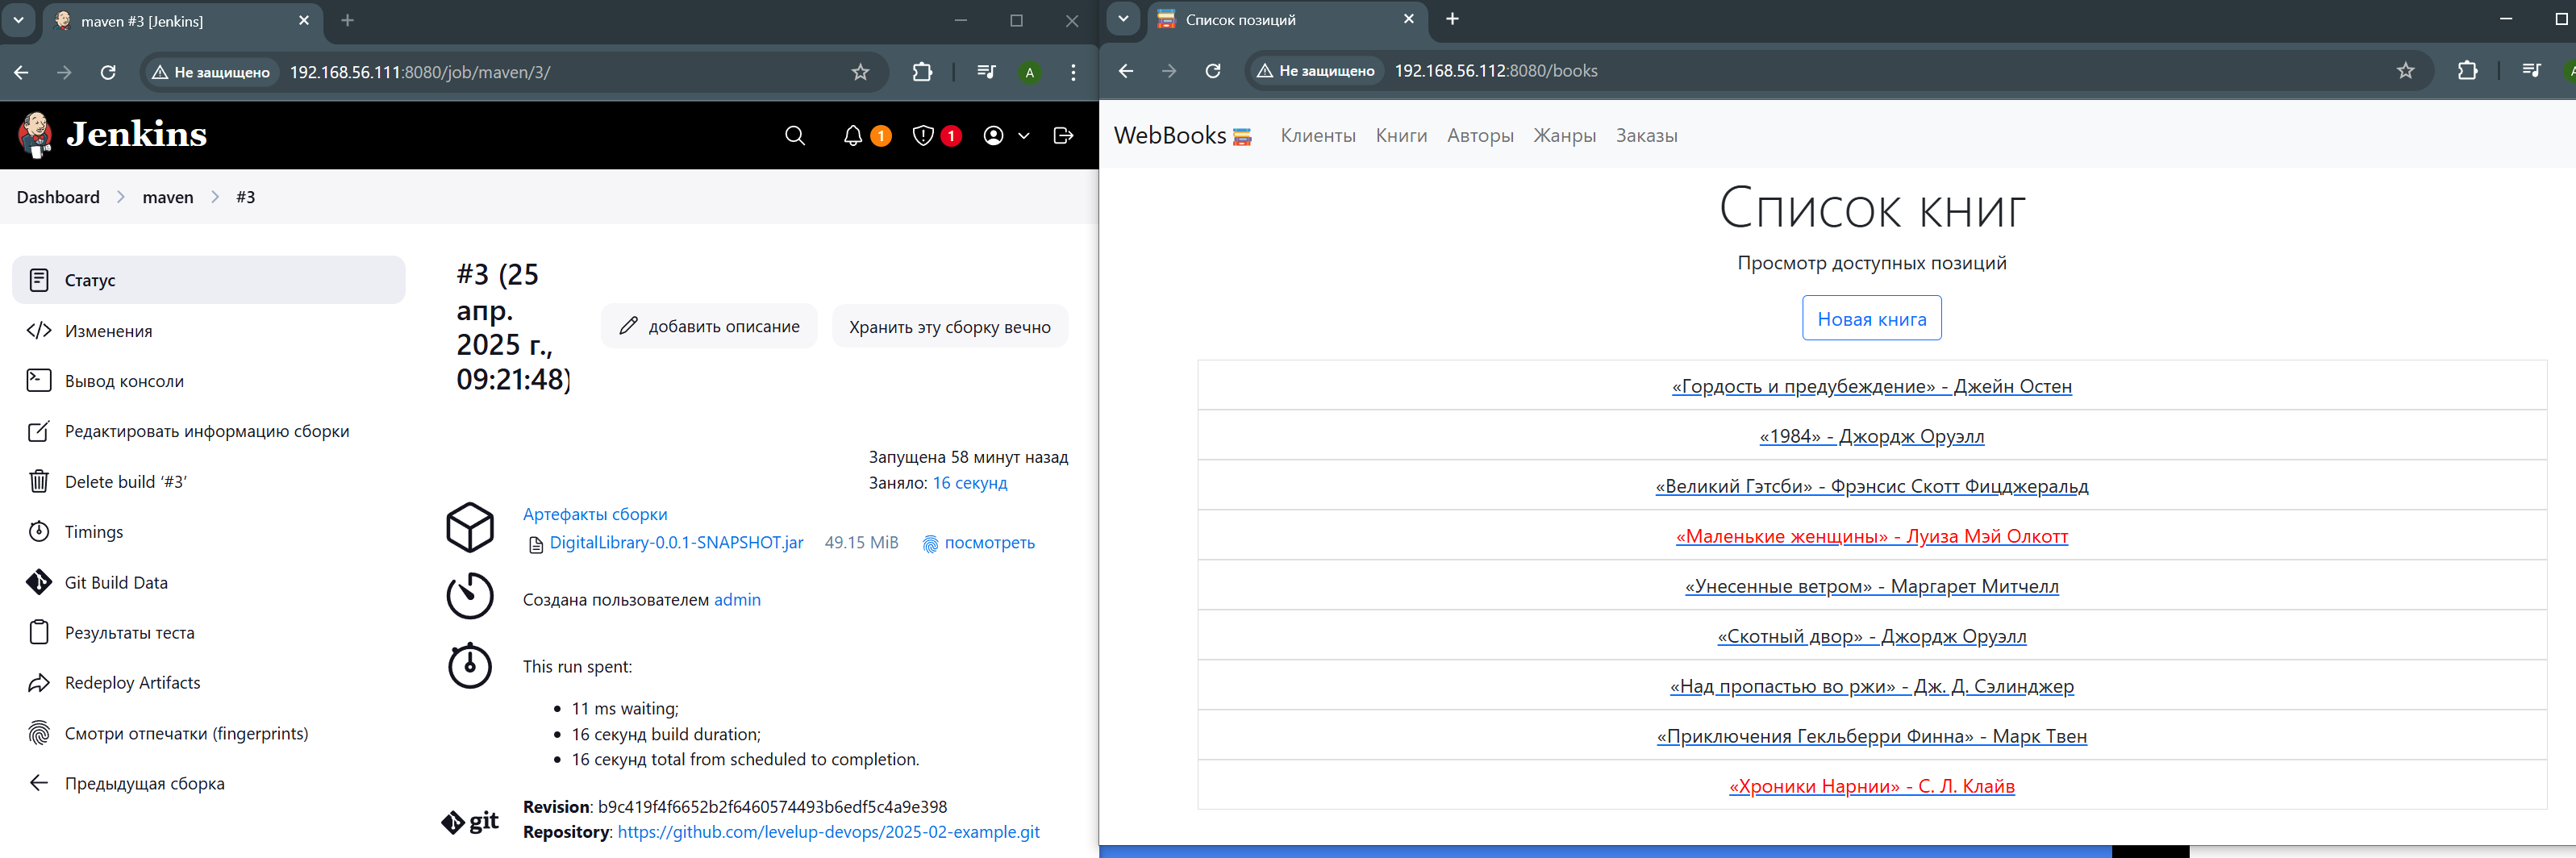 maven #3 [Jenkins]
Не защищено 192.168.56.111:8080/job/maven/3/
A
Jenkins
1
1
Dashboard > maven > #3
Статус
Изменения
Вывод консоли
Редактировать информацию сборки
Delete build ‘#3’
Timings
Git Build Data
Результаты теста
Redeploy Artifacts
Смотри отпечатки (fingerprints)
Предыдущая сборка
#3 (25
апр.
2025 г.,
09:21:48)
добавить описание
Хранить эту сборку вечно
Запущена 58 минут назад
Заняло: 16 секунд
Артефакты сборки
DigitalLibrary-0.0.1-SNAPSHOT.jar 49.15 MiB посмотреть
Создана пользователем admin
This run spent:
• 11 ms waiting;
• 16 секунд build duration;
• 16 секунд total from scheduled to completion.
git
Revision: b9c419f4f6652b2f6460574493b6edf5c4a9e398
Repository: https://github.com/levelup-devops/2025-02-example.git
Список позиций
Не защищено 192.168.56.112:8080/books
A
WebBooks Клиенты Книги Авторы Жанры Заказы
Список книг
Просмотр доступных позиций
Новая книга
«Гордость и предубеждение» - Джейн Остен
«1984» - Джордж Оруэлл
«Великий Гэтсби» - Фрэнсис Скотт Фицджеральд
«Маленькие женщины» - Луиза Мэй Олкотт
«Унесенные ветром» - Маргарет Митчелл
«Скотный двор» - Джордж Оруэлл
«Над пропастью во ржи» - Дж. Д. Сэлинджер
«Приключения Гекльберри Финна» - Марк Твен
«Хроники Нарнии» - С. Л. Клайв